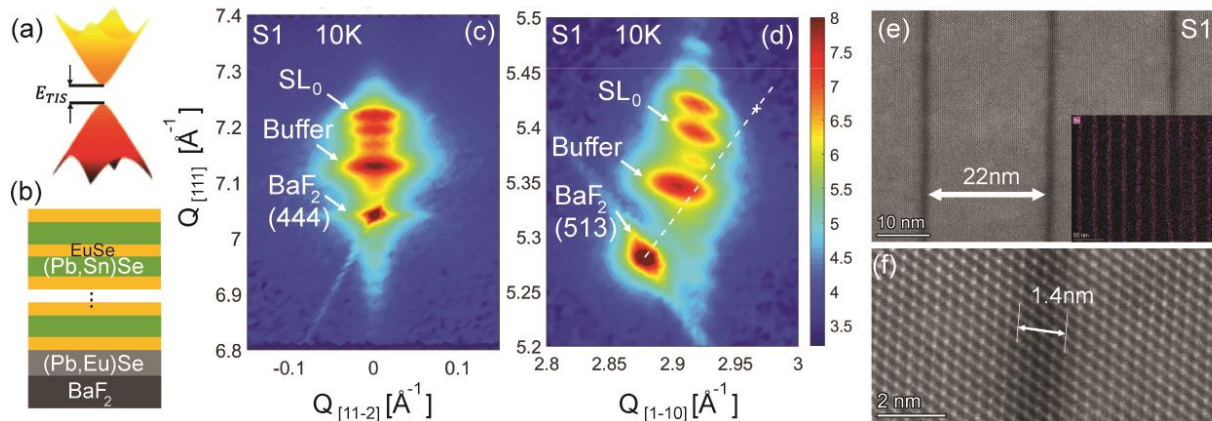 (a)
E_TIS
(b)
EuSe
(Pb,Sn)Se
⋮
(Pb,Eu)Se
BaF₂
S1 10K (c)
SL₀
Buffer
BaF₂
(444)
Q [111] [Å⁻¹]
7.4
7.3
7.2
7.1
7
6.9
6.8
-0.1 0 0.1
Q [11-2] [Å⁻¹]
S1 10K (d)
SL₀
Buffer
BaF₂
(513)
5.5
5.45
5.4
5.35
5.3
5.25
5.2
2.8 2.85 2.9 2.95 3
Q [1-10] [Å⁻¹]
8
7.5
7
6.5
6
5.5
5
4.5
4
3.5
(e) S1
22nm
10 nm
(f)
1.4nm
2 nm